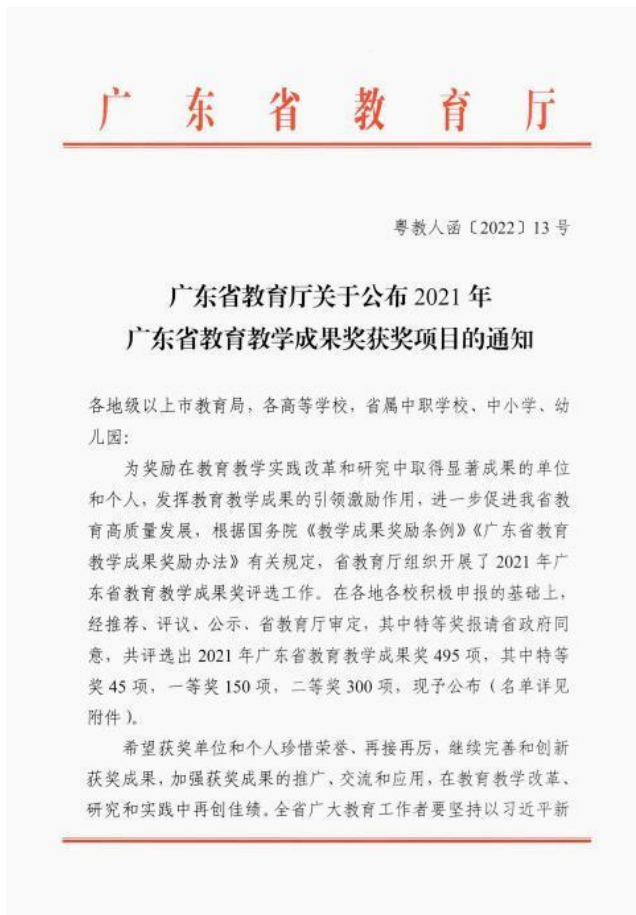 广东省教育厅
粤教人函〔2022〕13号
广东省教育厅关于公布2021年
广东省教育教学成果奖获奖项目的通知
各地级以上市教育局，各高等学校，省属中职学校、中小学、幼
儿园：
为奖励在教育教学实践改革和研究中取得显著成果的单位
和个人，发挥教育教学成果的引领激励作用，进一步促进我省教
育高质量发展，根据国务院《教学成果奖励条例》《广东省教育
教学成果奖励办法》有关规定，省教育厅组织开展了2021年广
东省教育教学成果奖评选工作。在各地各校积极申报的基础上，
经推荐、评议、公示、省教育厅审定，其中特等奖报请省政府同
意，共评选出2021年广东省教育教学成果奖495项，其中特等
奖45项，一等奖150项，二等奖300项，现予公布（名单详见
附件）。
希望获奖单位和个人珍惜荣誉、再接再厉，继续完善和创新
获奖成果，加强获奖成果的推广、交流和应用，在教育教学改革、
研究和实践中再创佳绩。全省广大教育工作者要坚持以习近平新